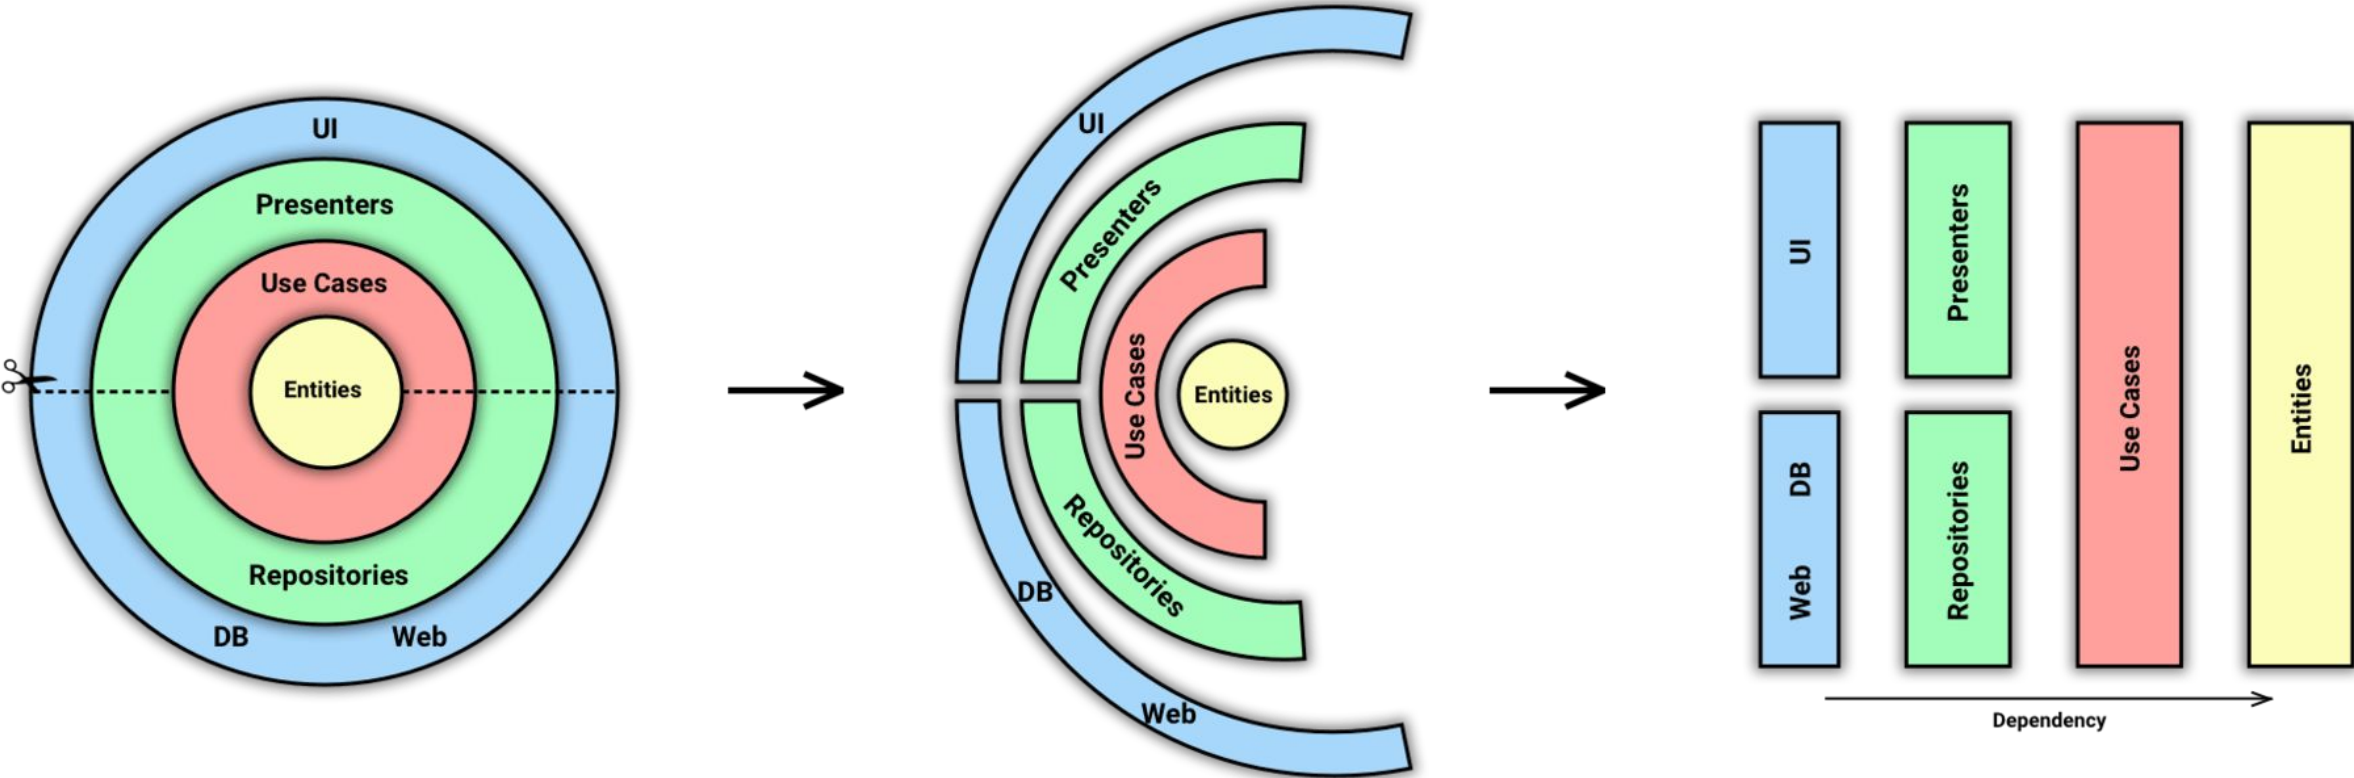 UI
Presenters
Use Cases
Entities
Repositories
DB
Web
UI
Presenters
Use Cases
Entities
Repositories
DB
Web
UI
Presenters
Use Cases
Entities
DB
Web
Repositories
Dependency